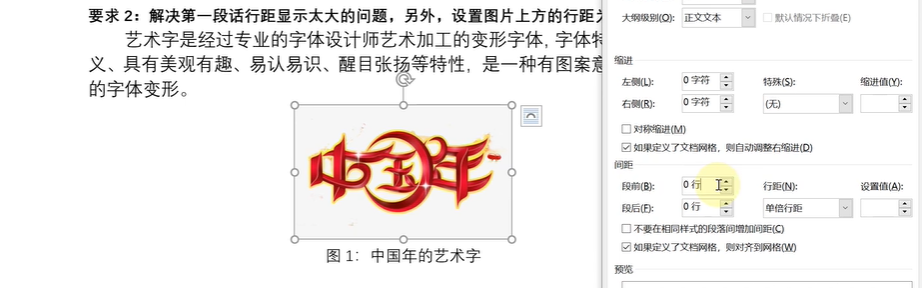 要求 2：解决第一段话行距显示太大的问题，另外，设置图片上方的行距
艺术字是经过专业的字体设计师艺术加工的变形字体，字体
义、具有美观有趣、易认易识、醒目张扬等特性，是一种有图案
的字体变形。
中国年
图 1：中国年的艺术字
大纲级别(O):
正文文本
默认情况下折叠(E)
缩进
左侧(L):
0 字符
特殊(S):
缩进值(Y):
右侧(R):
0 字符
(无)
对称缩进(M)
如果定义了文档网格，则自动调整右缩进(D)
间距
段前(B):
0 行
行距(N):
设置值(A):
段后(F):
0 行
单倍行距
不要在相同样式的段落间增加间距(C)
如果定义了文档网格，则对齐到网格(W)
预览